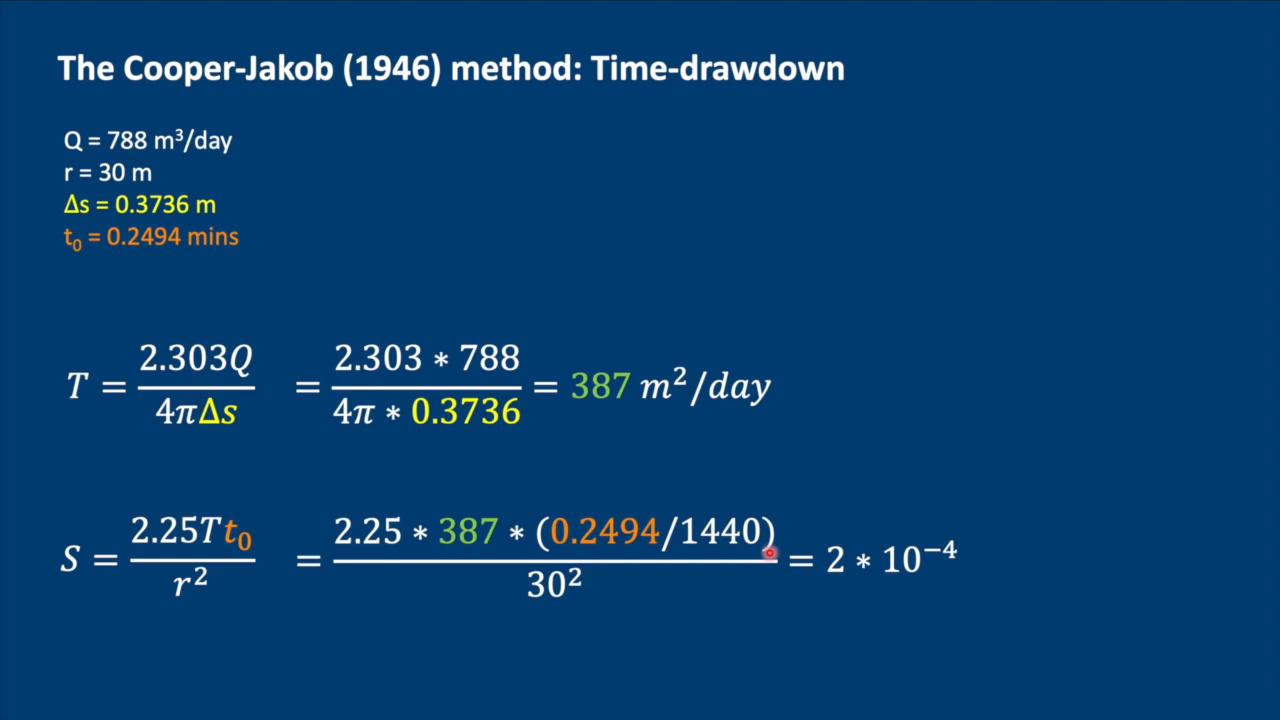 The Cooper-Jakob (1946) method: Time-drawdown
Q = 788 m³/day
r = 30 m
Δs = 0.3736 m
t₀ = 0.2494 mins
T = 2.303Q / 4πΔs = 2.303 * 788 / 4π * 0.3736 = 387 m²/day
S = 2.25Tt₀ / r² = 2.25 * 387 * (0.2494/1440) / 30² = 2 * 10⁻⁴